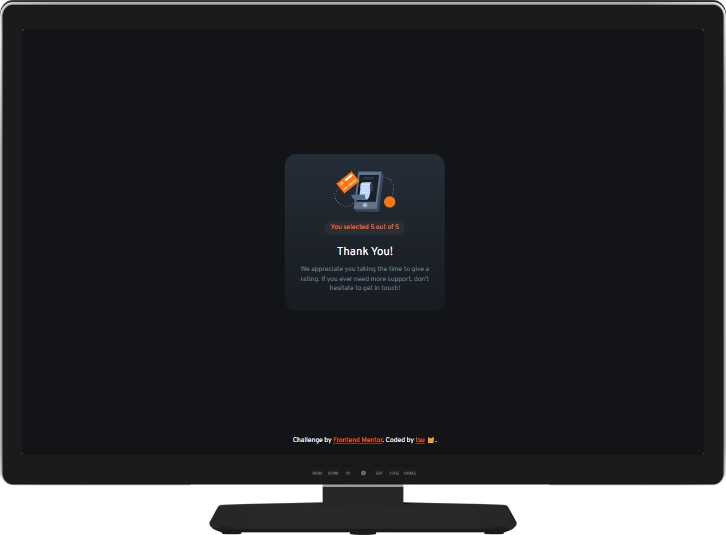 You selected 5 out of 5
Thank You!
We appreciate you taking the time to give a
rating. If you ever need more support, don't
hesitate to get in touch!
Challenge by Frontend Mentor. Coded by tsu 🐱.